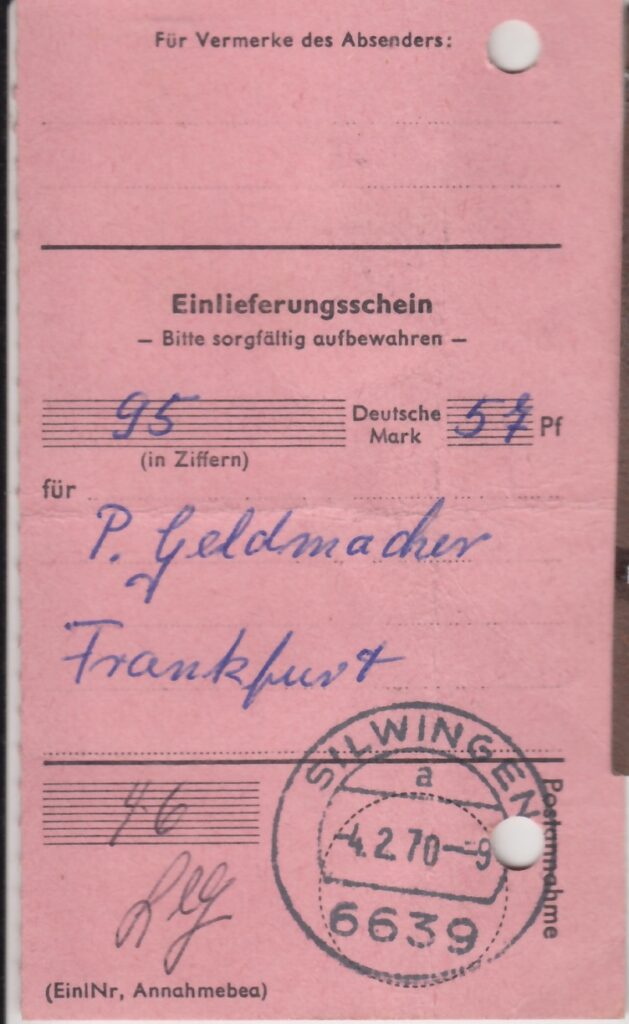 Für Vermerke des Absenders:
Einlieferungsschein
– Bitte sorgfältig aufbewahren –
95 Deutsche Mark 57 Pf
(in Ziffern)
für
P. Geldmacher
Frankfurt
SILWINGEN
a
-4.2.70--9
6639
Postannahme
46
(EinlNr, Annahmebea)